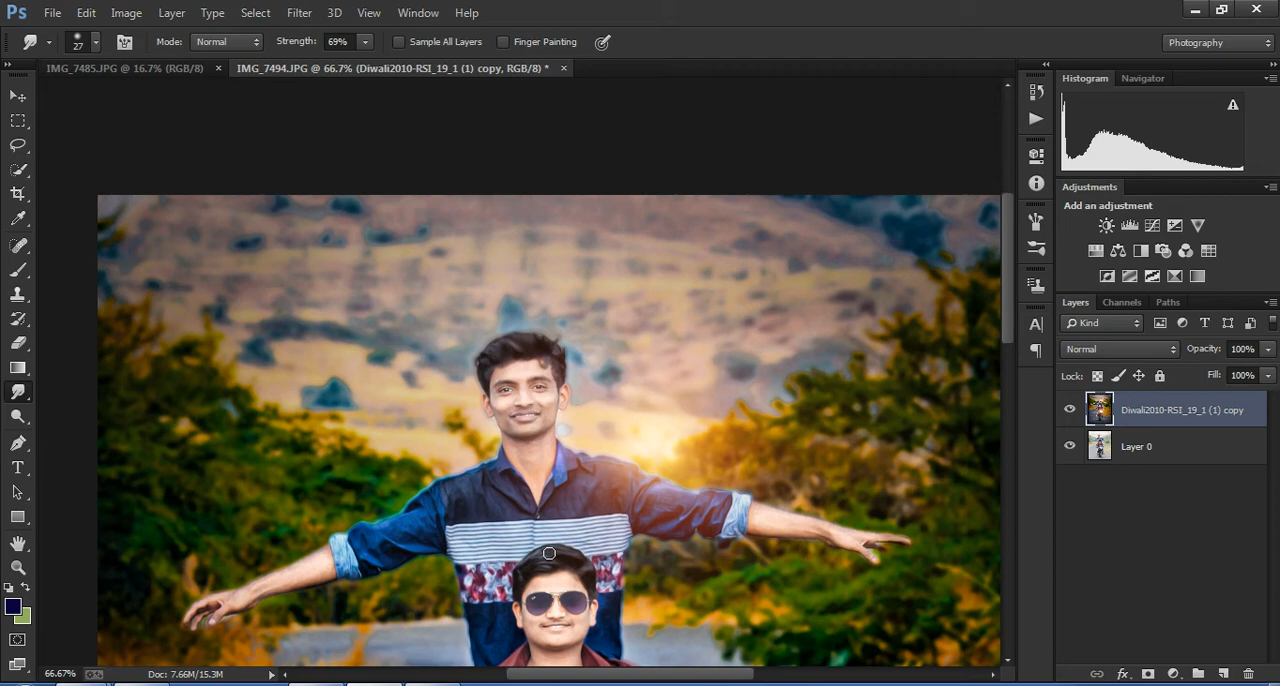 Ps File Edit Image Layer Type Select Filter 3D View Window Help
27 Mode: Normal Strength: 69% Sample All Layers Finger Painting Photography
IMG_7485.JPG @ 16.7% (RGB/8) × IMG_7494.JPG @ 66.7% (Diwali2010-RSI_19_1 (1) copy, RGB/8) * ×
Histogram Navigator
Adjustments
Add an adjustment
Layers Channels Paths
Kind T
Normal Opacity: 100%
Lock: Fill: 100%
Diwali2010-RSI_19_1 (1) copy
Layer 0
66.67% Doc: 7.66M/15.3M
fx